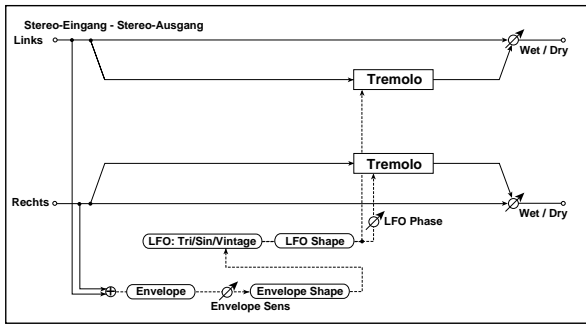 Stereo-Eingang - Stereo-Ausgang
Links
Wet / Dry
Tremolo
Tremolo
Rechts
Wet / Dry
LFO Phase
LFO: Tri/Sin/Vintage
LFO Shape
Envelope
Envelope Shape
Envelope Sens